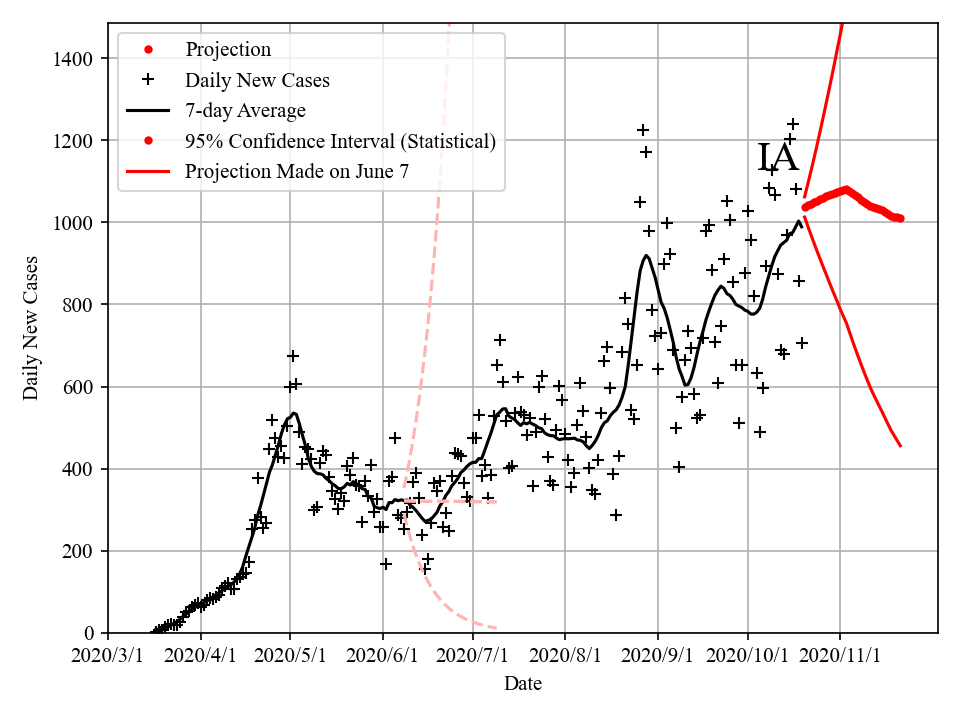 Projection
Daily New Cases
7-day Average
95% Confidence Interval (Statistical)
Projection Made on June 7
IA
1400
1200
1000
800
600
400
200
0
Daily New Cases
2020/3/1 2020/4/1 2020/5/1 2020/6/1 2020/7/1 2020/8/1 2020/9/1 2020/10/1 2020/11/1
Date